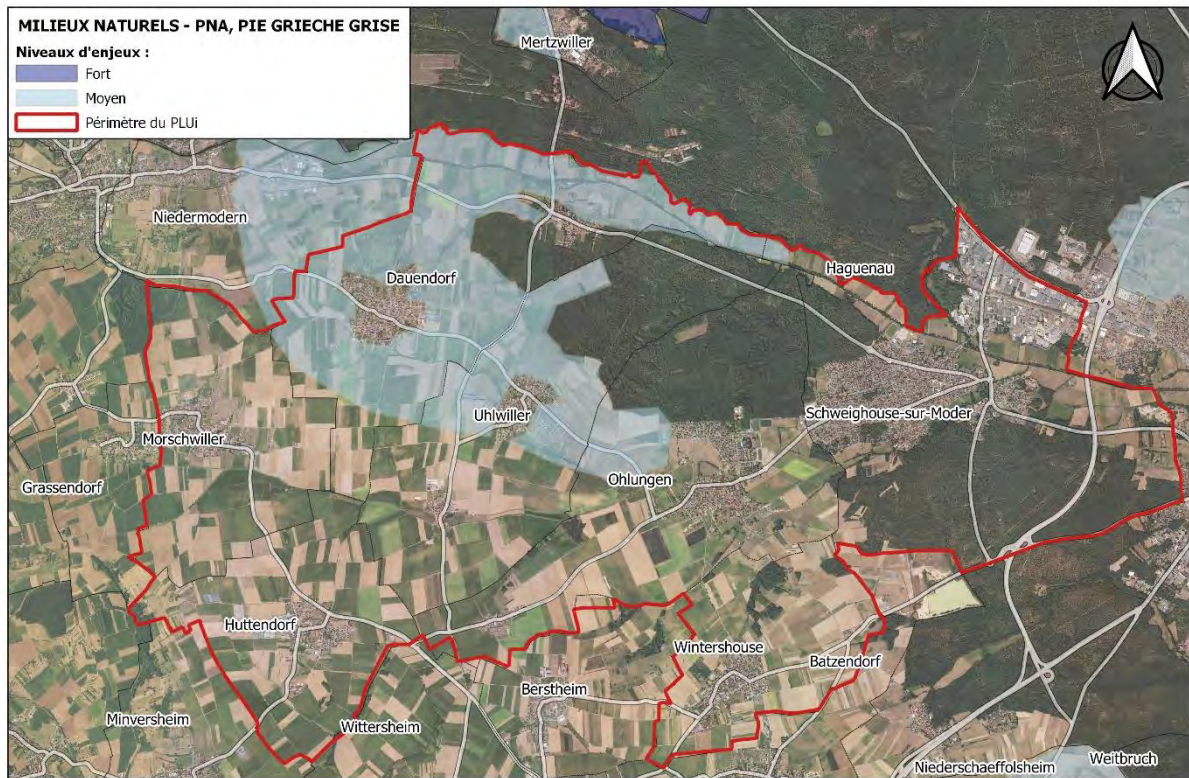 MILIEUX NATURELS - PNA, PIE GRIECHE GRISE
Niveaux d'enjeux :
Fort
Moyen
Périmètre du PLUi
Mertzwiller
Niedermodern
Dauendorf
Haguenau
Uhlwiller
Schweighouse-sur-Moder
Morschwiller
Grassendorf
Ohlungen
Huttendorf
Wintershouse
Batzendorf
Berstheim
Minversheim
Wittersheim
Niederschaeffolsheim
Weitbruch